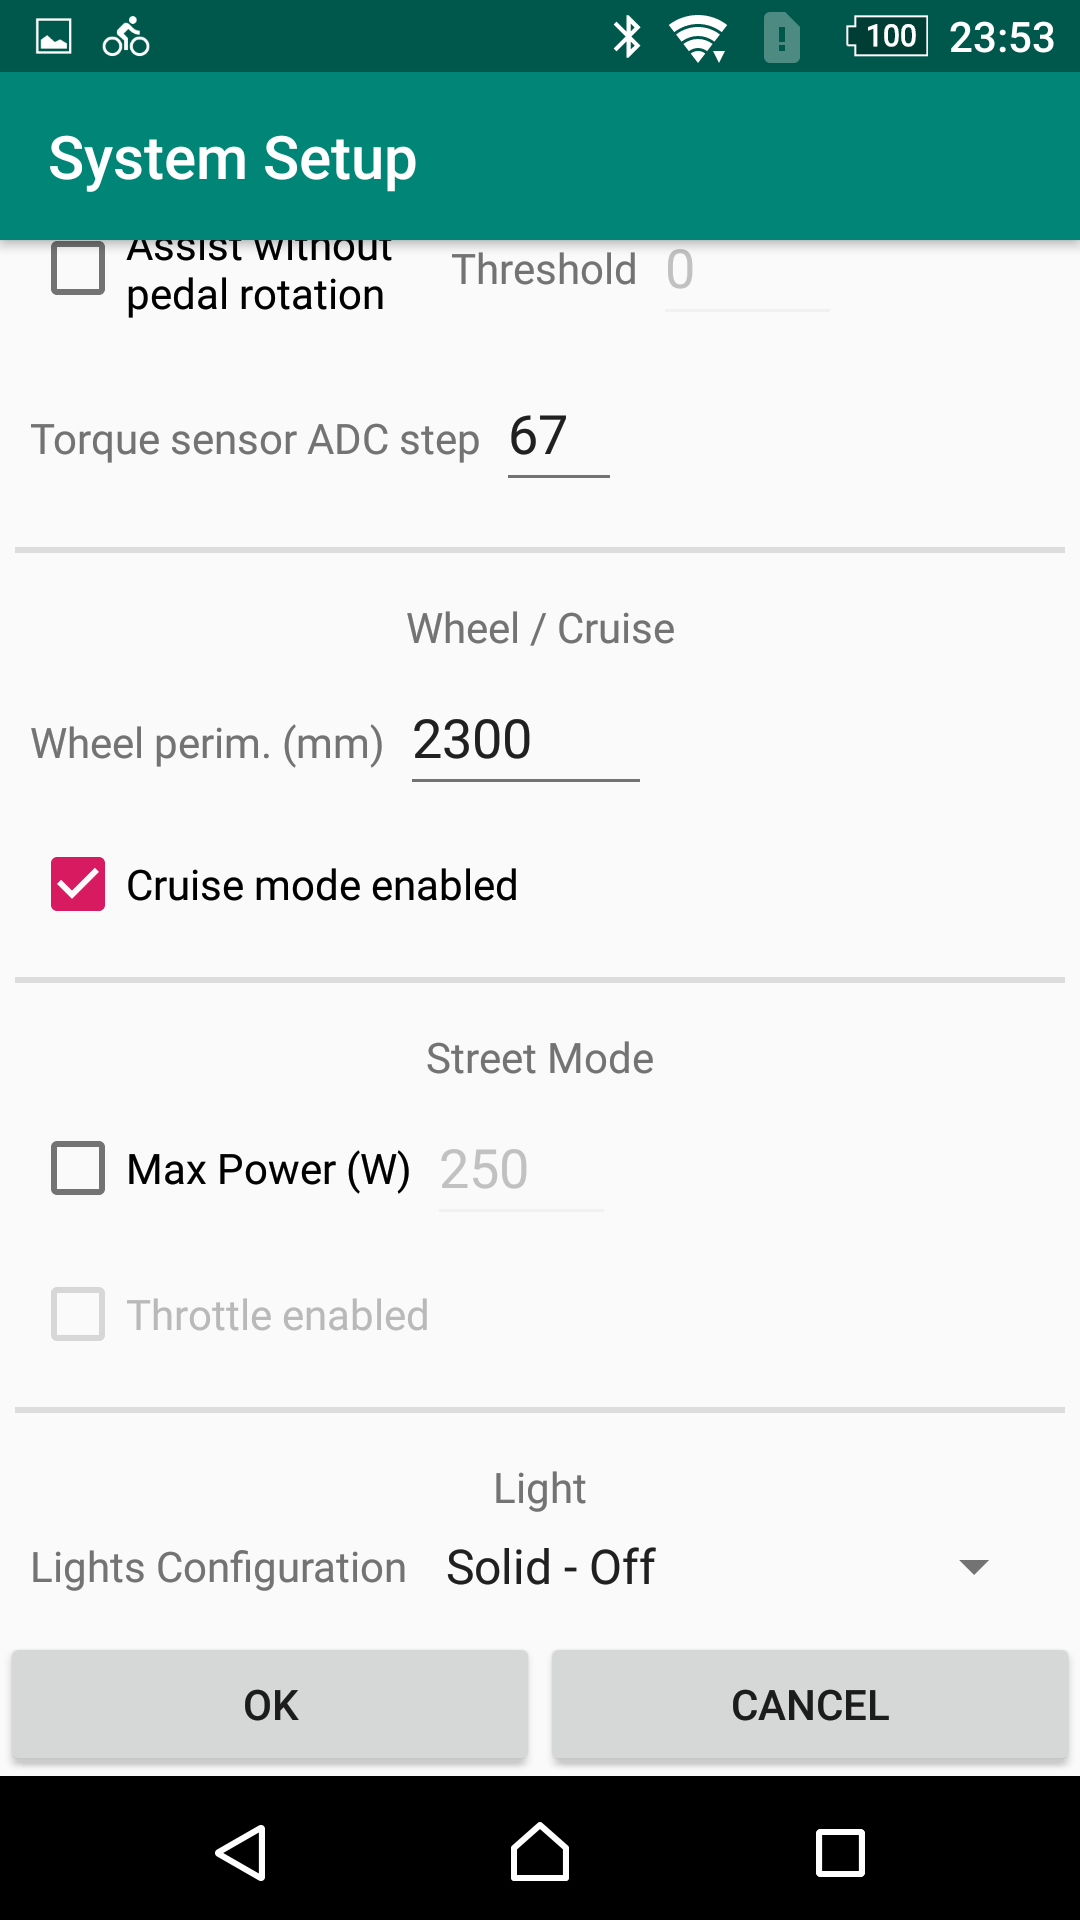 100 23:53
System Setup
Assist without
pedal rotation
Threshold 0
Torque sensor ADC step 67
Wheel / Cruise
Wheel perim. (mm) 2300
Cruise mode enabled
Street Mode
Max Power (W) 250
Throttle enabled
Light
Lights Configuration Solid - Off
OK CANCEL